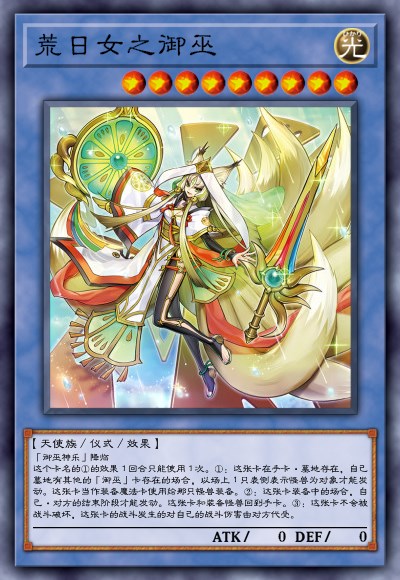 荒日女之御巫
光
【天使族/仪式/效果】
「御巫神乐」降临
这个卡名的①的效果1回合只能使用1次。①：这张卡在手卡·墓地存在，自己
墓地有其他的「御巫」卡存在的场合，以场上1只表侧表示怪兽为对象才能发
动。这张卡当作装备魔法卡使用给那只怪兽装备。②：这张卡装备中的场合，自
己·对方的结束阶段才能发动。这张卡和装备怪兽回到手卡。③：这张卡不会被
战斗破坏，这张卡的战斗发生的对自己的战斗伤害由对方代受。
ATK/ 0 DEF/ 0